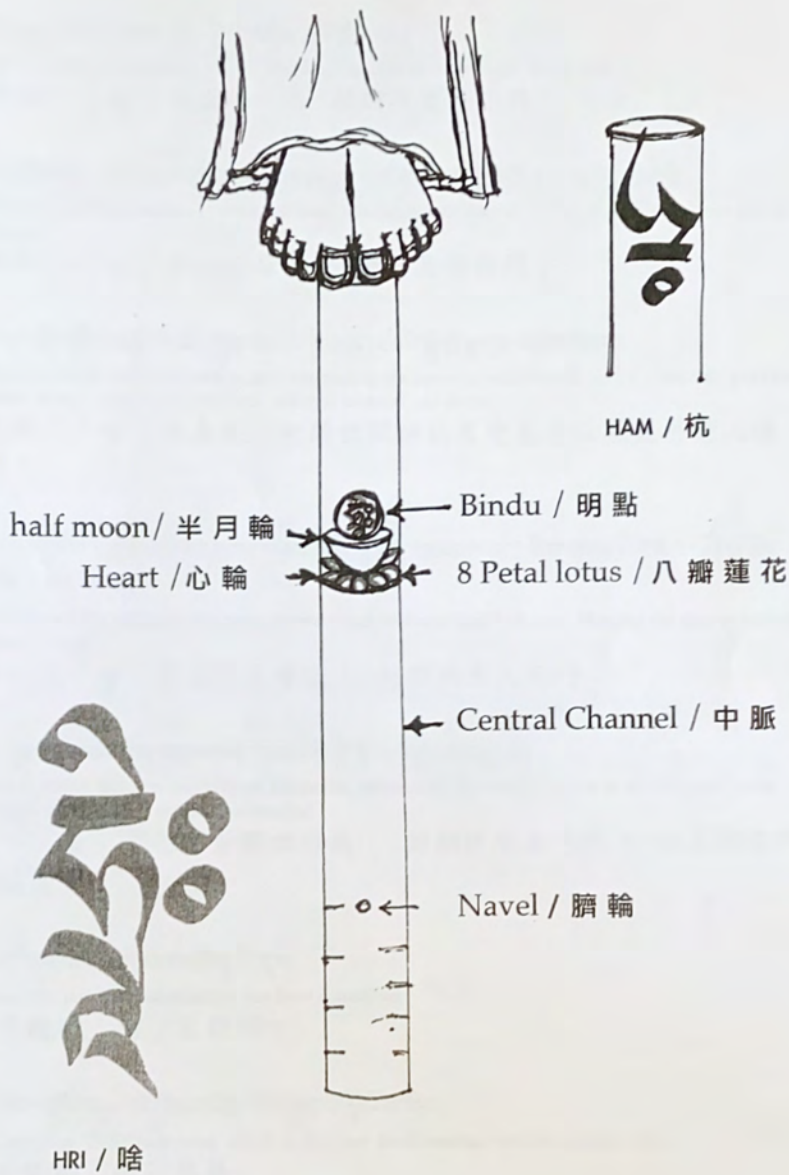 HAM / 杭
Bindu / 明點
half moon/ 半月輪
Heart /心輪
8 Petal lotus / 八瓣蓮花
Central Channel / 中脈
Navel / 臍輪
ཧྲཱིཿ
HRI / 啥